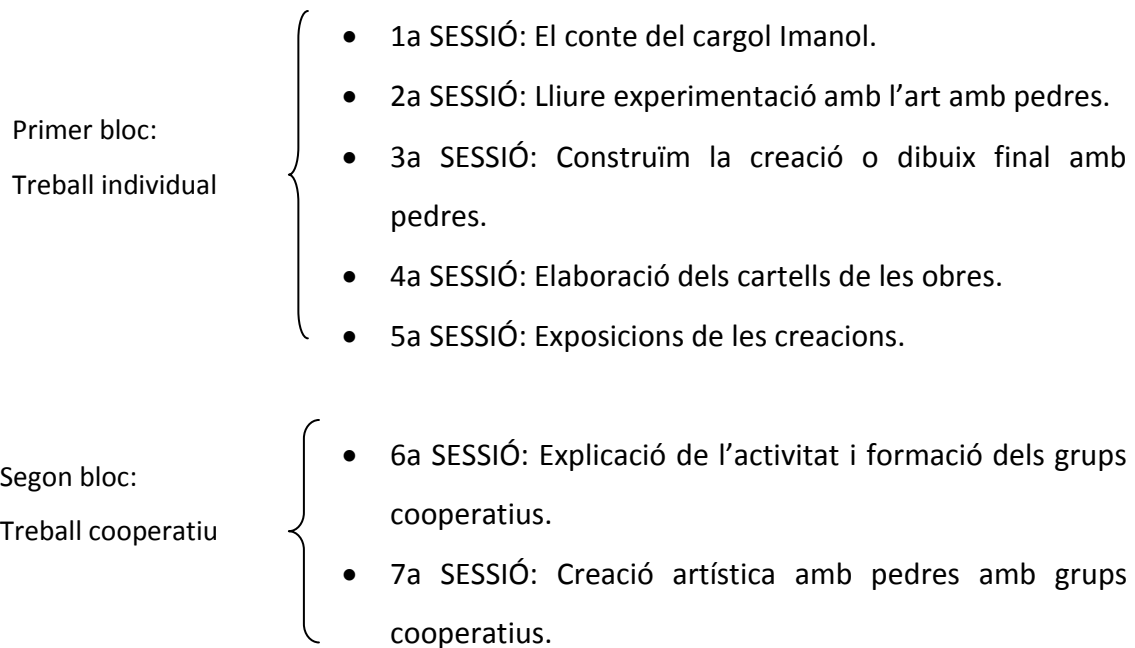 Primer bloc:
Treball individual
• 1a SESSIÓ: El conte del cargol Imanol.
• 2a SESSIÓ: Lliure experimentació amb l’art amb pedres.
• 3a SESSIÓ: Construïm la creació o dibuix final amb
pedres.
• 4a SESSIÓ: Elaboració dels cartells de les obres.
• 5a SESSIÓ: Exposicions de les creacions.
Segon bloc:
Treball cooperatiu
• 6a SESSIÓ: Explicació de l’activitat i formació dels grups
cooperatius.
• 7a SESSIÓ: Creació artística amb pedres amb grups
cooperatius.